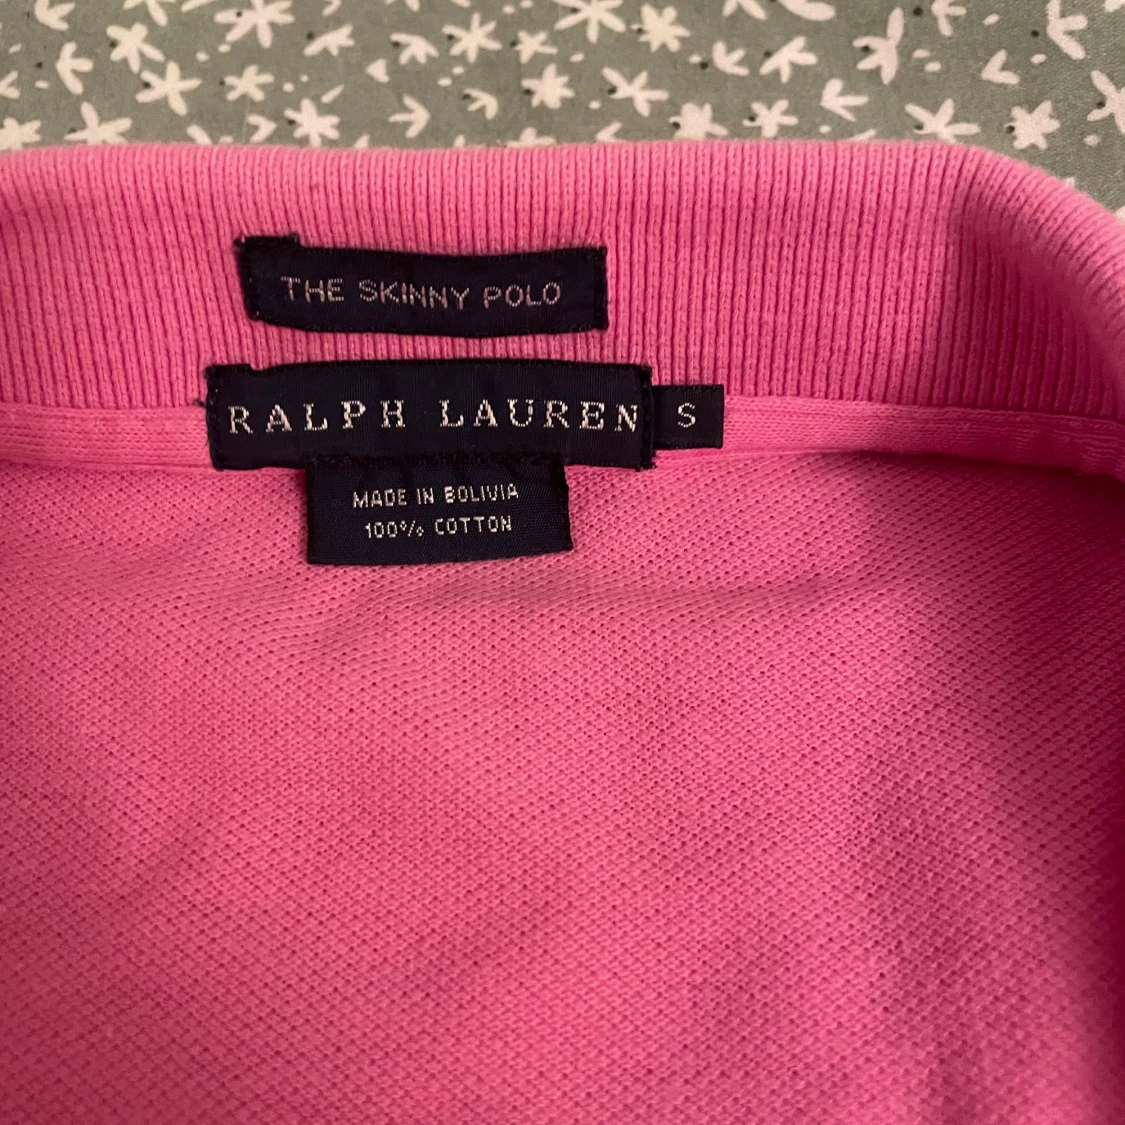 THE SKINNY POLO
RALPH LAUREN S
MADE IN BOLIVIA
100% COTTON